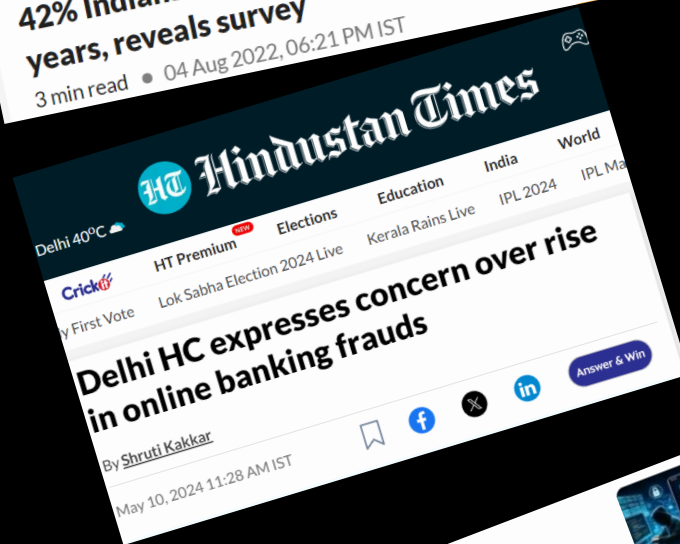 42% Indian
years, reveals survey
3 min read • 04 Aug 2022, 06:21 PM IST
HT Hindustan Times
Delhi 40°C
Crick HT Premium NEW Elections Education India World
y First Vote Lok Sabha Election 2024 Live Kerala Rains Live IPL 2024 IPL Ma
Delhi HC expresses concern over rise
in online banking frauds
By Shruti Kakkar
May 10, 2024 11:28 AM IST
Answer & Win